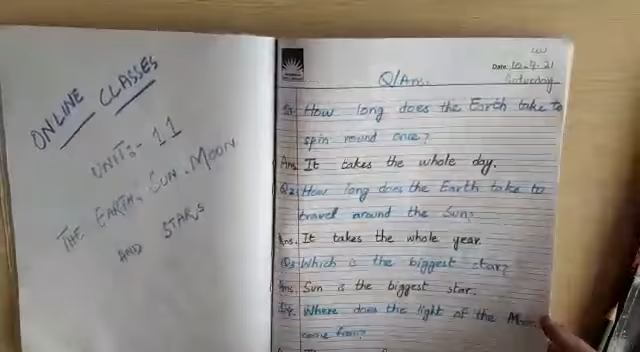 ONLINE CLASSES
UNIT:- 11
THE EARTH, SUN, MOON
AND STARS
CW
Date: 10-4-21
Saturday
Q/Ans.
Q1 How long does the Earth take to
spin round once?
Ans. It takes the whole day.
Q2: How long does the Earth take to
travel around the Sun?
Ans. It takes the whole year.
Q3 Which is the biggest star?
Ans. Sun is the biggest star.
Q4. Where does the light of the Moon
come from?